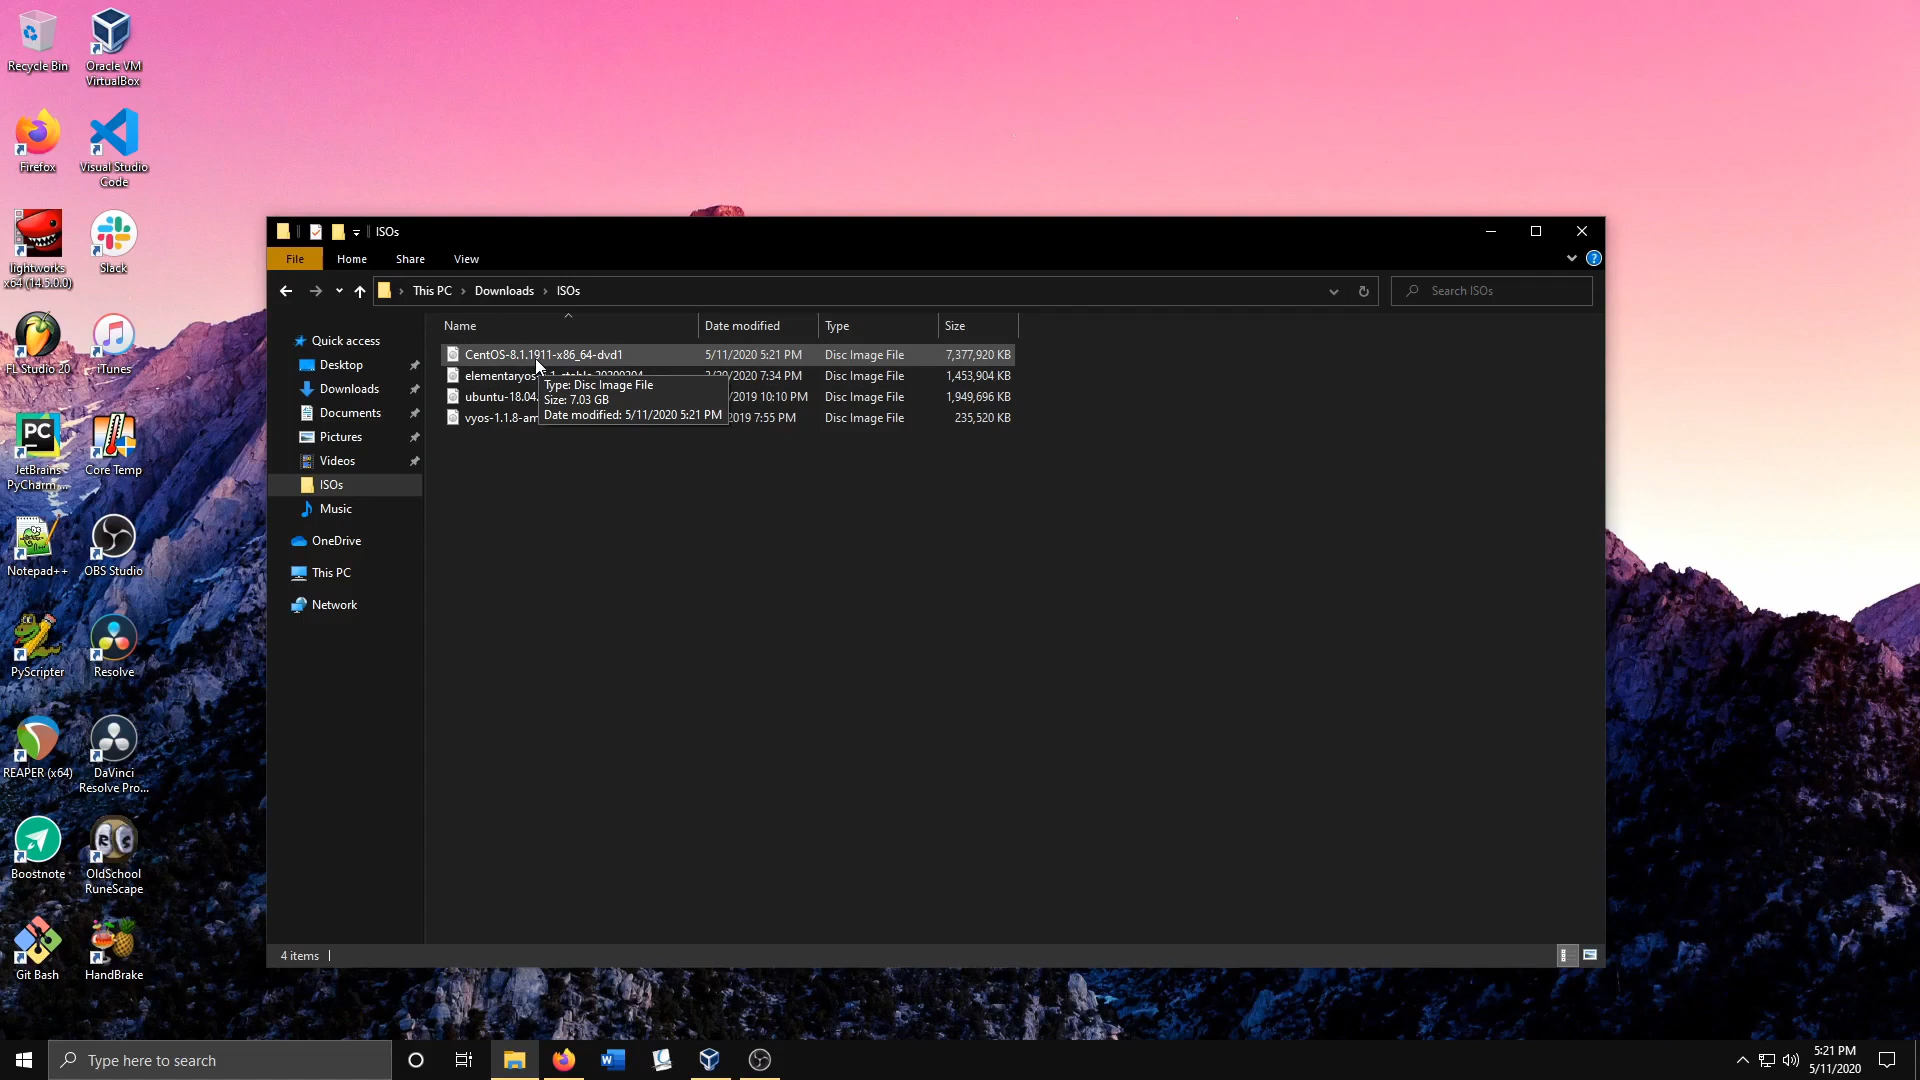 Recycle Bin
Oracle VM
VirtualBox
Firefox
Visual Studio
Code
lightworks
x64 (14.5.0.0)
Slack
FL Studio 20
iTunes
JetBrains
PyCharm ...
Core Temp
Notepad++
OBS Studio
PyScripter
Resolve
REAPER (x64)
DaVinci
Resolve Pro...
Boostnote
OldSchool
RuneScape
Git Bash
HandBrake
ISOs
File Home Share View
This PC Downloads ISOs
Search ISOs
Quick access
Desktop
Downloads
Documents
Pictures
Videos
ISOs
Music
OneDrive
This PC
Network
Name Date modified Type Size
CentOS-8.1.1911-x86_64-dvd1 5/11/2020 5:21 PM Disc Image File 7,377,920 KB
elementaryos 7:34 PM Disc Image File 1,453,904 KB
ubuntu-18.04. /2019 10:10 PM Disc Image File 1,949,696 KB
vyos-1.1.8-am 2019 7:55 PM Disc Image File 235,520 KB
Type: Disc Image File
Size: 7.03 GB
Date modified: 5/11/2020 5:21 PM
4 items
Type here to search
5:21 PM
5/11/2020